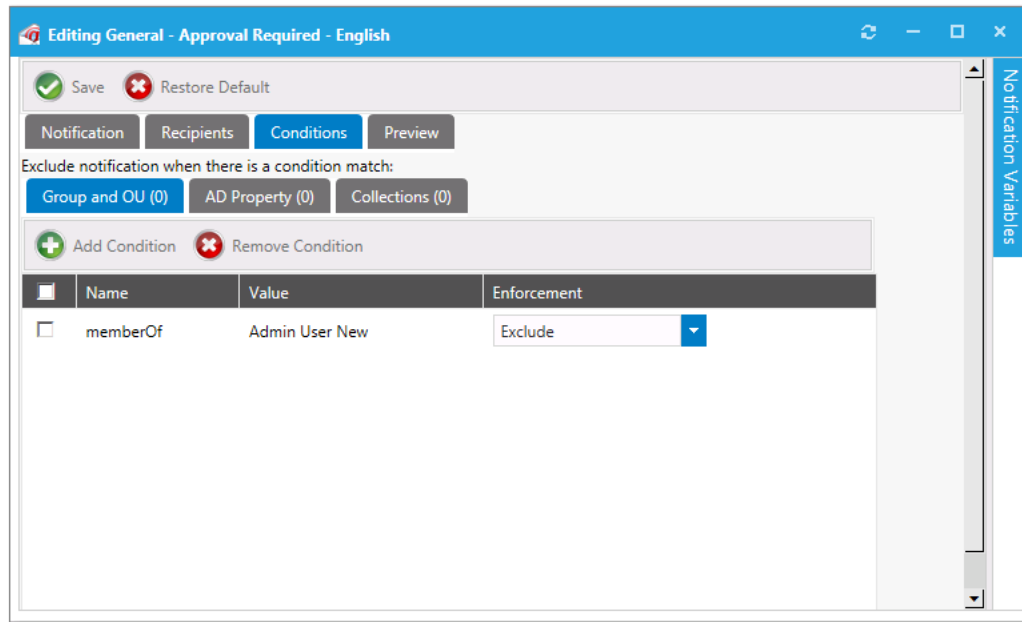 Editing General - Approval Required - English
Save Restore Default
Notification Recipients Conditions Preview
Exclude notification when there is a condition match:
Group and OU (0) AD Property (0) Collections (0)
Add Condition Remove Condition
Name Value Enforcement
memberOf Admin User New Exclude
Notification Variables